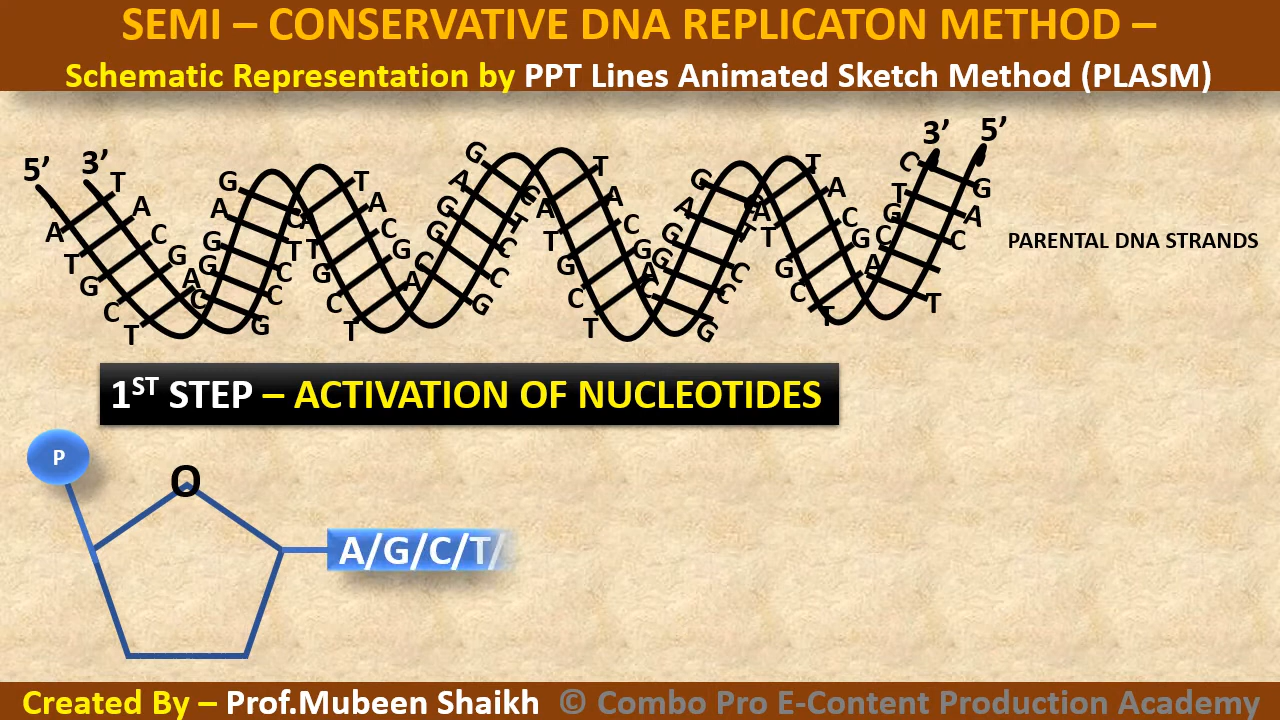 SEMI – CONSERVATIVE DNA REPLICATON METHOD –
Schematic Representation by PPT Lines Animated Sketch Method (PLASM)
5’ 3’ 3’ 5’
A T
T A
G C
C G
T A
G C
A T
G C
G C
C G
A T
T A
G C
C G
T A
G C
A T
G C
G C
C G
A T
T A
G C
C G
T A
G C
A T
G C
G C
C G
A T
T A
G C
C G
T A
C G
T A
G C
C
A T
PARENTAL DNA STRANDS
1ST STEP – ACTIVATION OF NUCLEOTIDES
P
O
A/G/C/T/
Created By – Prof.Mubeen Shaikh © Combo Pro E-Content Production Academy